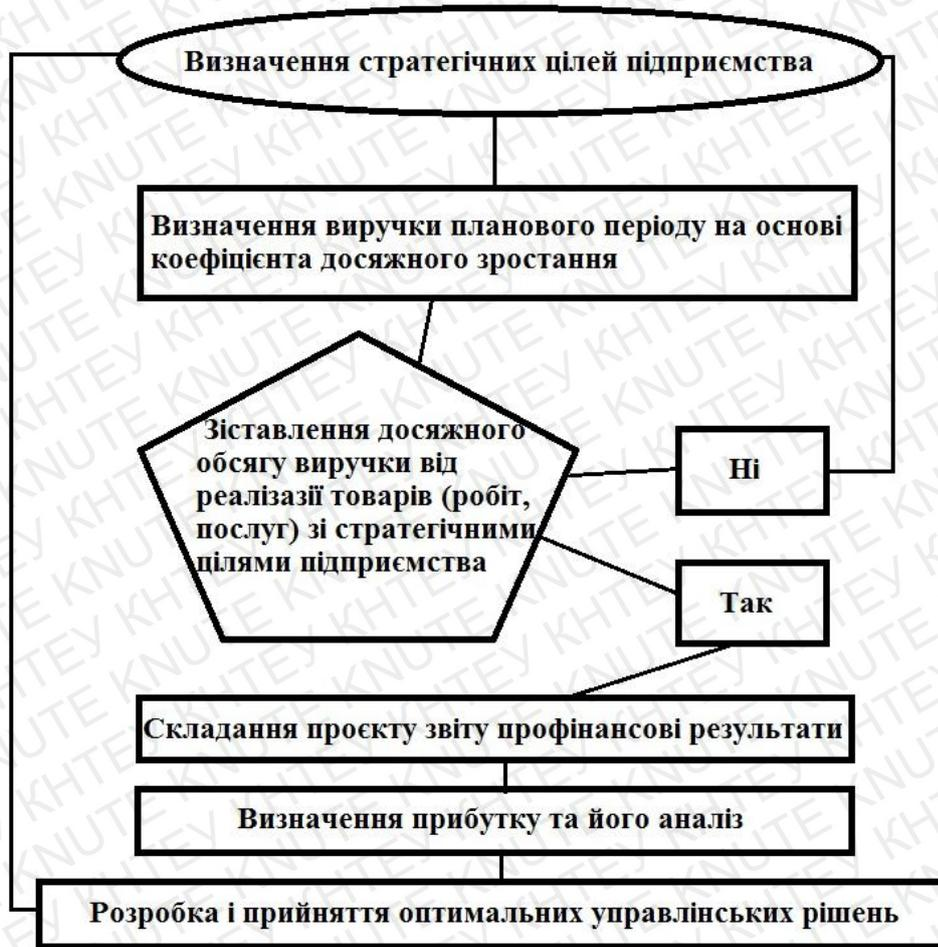 Визначення стратегічних цілей підприємства
Визначення виручки планового періоду на основі
коефіцієнта досяжного зростання
Зіставлення досяжного
обсягу виручки від
реалізазії товарів (робіт,
послуг) зі стратегічними
цілями підприємства
Ні
Так
Складання проєкту звіту профінансові результати
Визначення прибутку та його аналіз
Розробка і прийняття оптимальних управлінських рішень